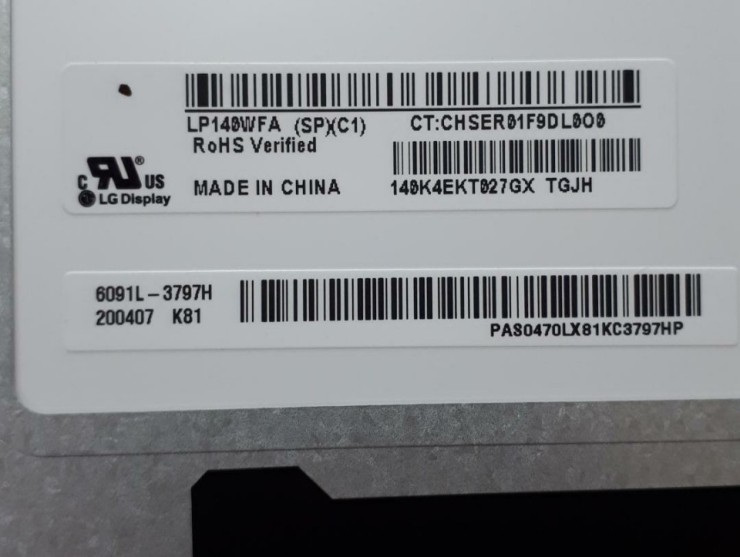 LP140WFA (SP)(C1)
CT:CHSER01F9DL0O0
RoHS Verified
c RU® US
MADE IN CHINA
140K4EKT027GX TGJH
LG Display
6091L-3797H
200407 K81
PAS0470LX81KC3797HP